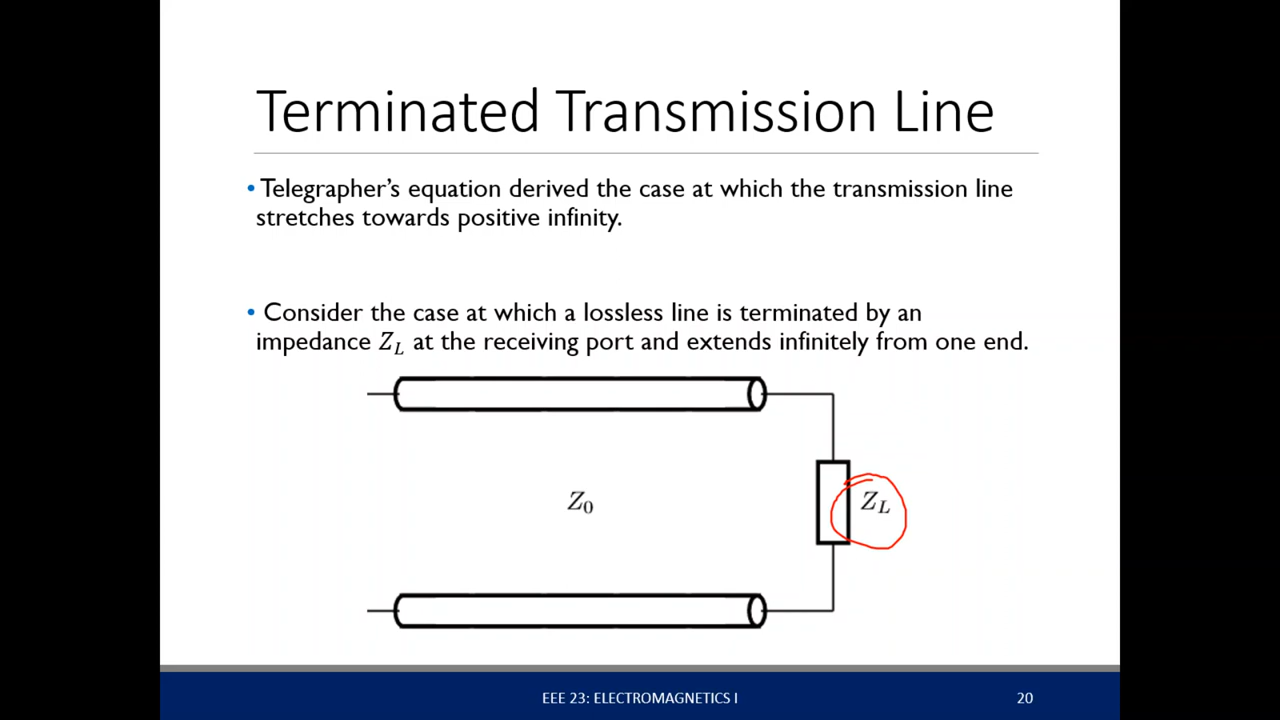 Terminated Transmission Line
• Telegrapher's equation derived the case at which the transmission line
stretches towards positive infinity.
• Consider the case at which a lossless line is terminated by an
impedance Z_L at the receiving port and extends infinitely from one end.
Z_0
Z_L
EEE 23: ELECTROMAGNETICS I
20